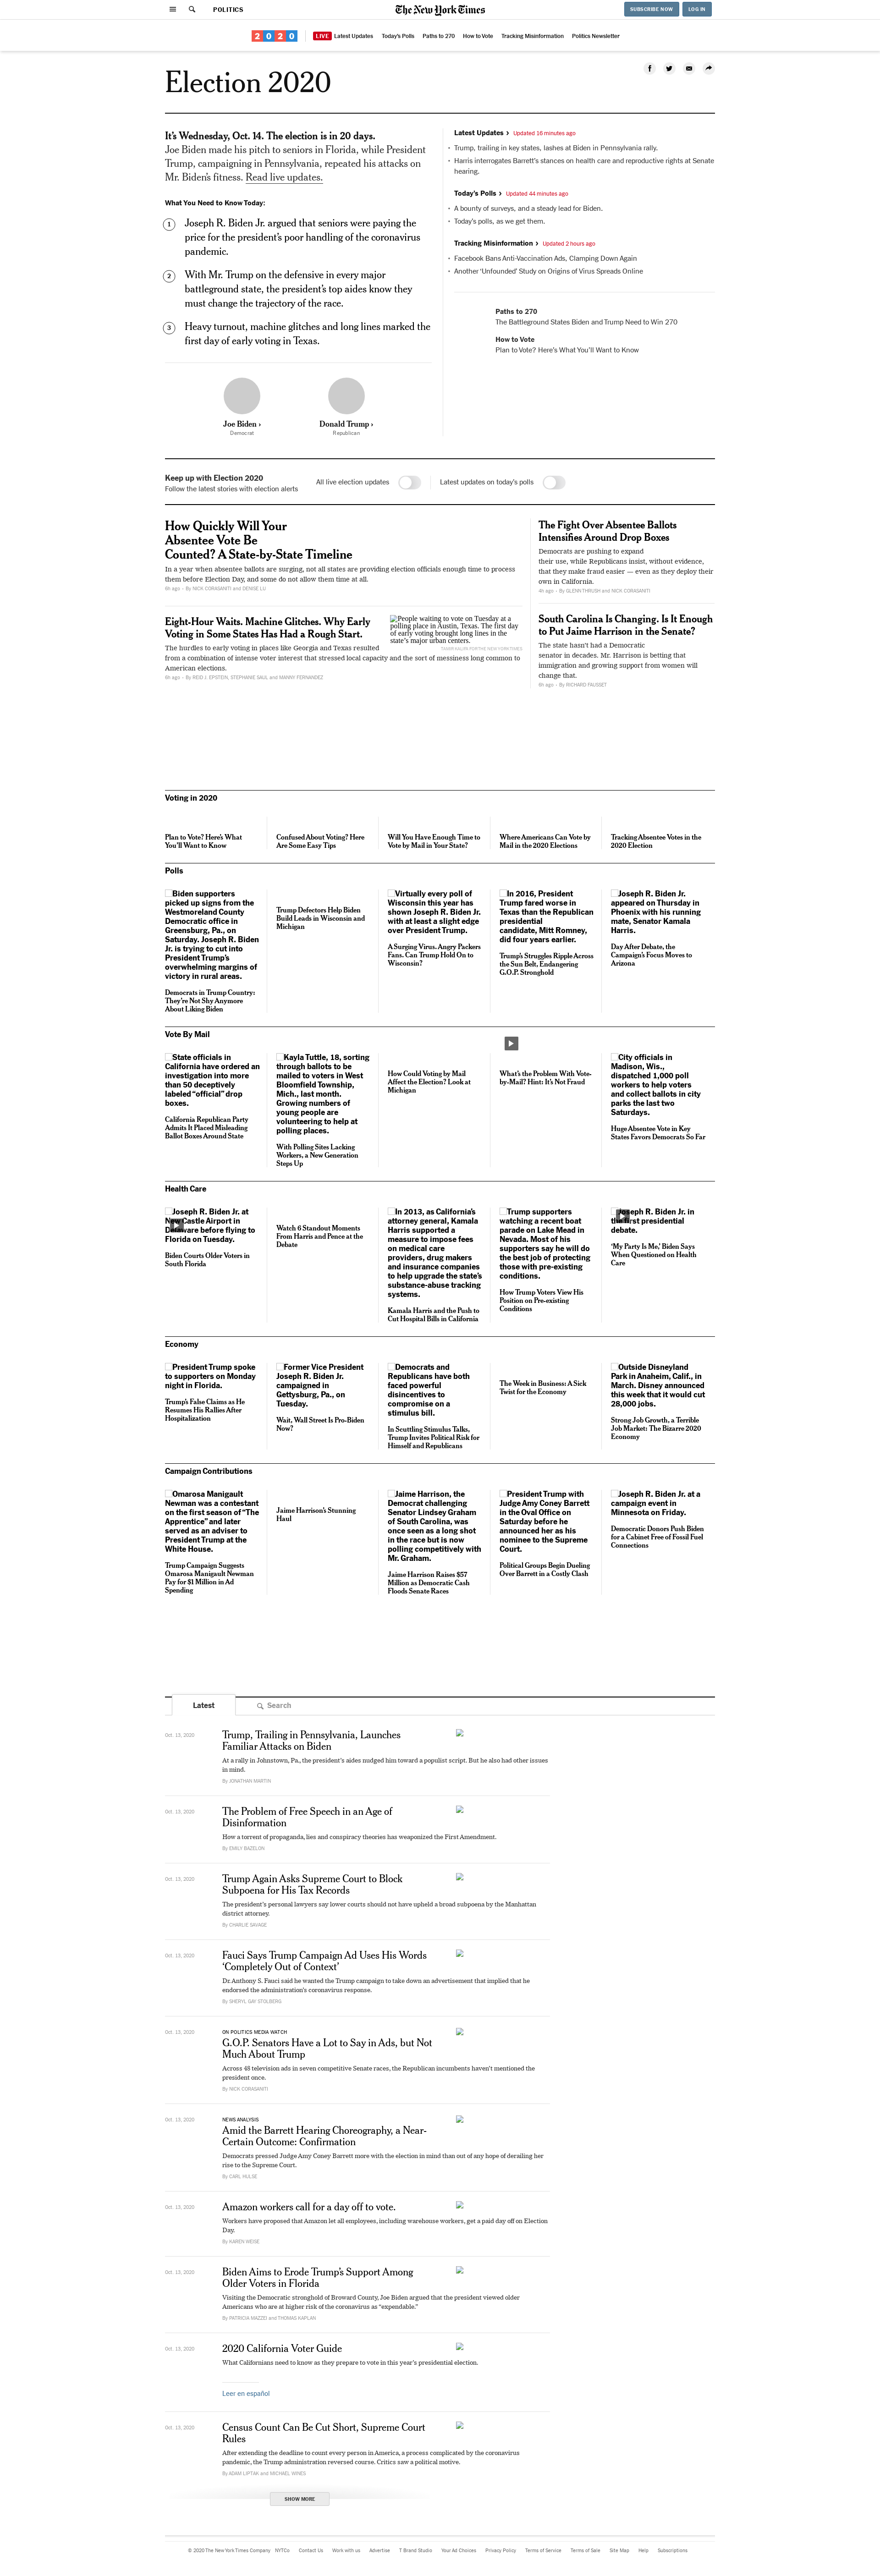 POLITICS
The New York Times
SUBSCRIBE NOW
LOG IN
2020
LIVE Latest Updates
Today's Polls
Paths to 270
How to Vote
Tracking Misinformation
Politics Newsletter
Election 2020
It's Wednesday, Oct. 14. The election is in 20 days.
Joe Biden made his pitch to seniors in Florida, while President
Trump, campaigning in Pennsylvania, repeated his attacks on
Mr. Biden's fitness. Read live updates.
What You Need to Know Today:
1
Joseph R. Biden Jr. argued that seniors were paying the
price for the president's poor handling of the coronavirus
pandemic.
2
With Mr. Trump on the defensive in every major
battleground state, the president's top aides know they
must change the trajectory of the race.
3
Heavy turnout, machine glitches and long lines marked the
first day of early voting in Texas.
Joe Biden ›
Democrat
Donald Trump ›
Republican
Latest Updates › Updated 16 minutes ago
• Trump, trailing in key states, lashes at Biden in Pennsylvania rally.
• Harris interrogates Barrett's stances on health care and reproductive rights at Senate
hearing.
Today's Polls › Updated 44 minutes ago
• A bounty of surveys, and a steady lead for Biden.
• Today's polls, as we get them.
Tracking Misinformation › Updated 2 hours ago
• Facebook Bans Anti-Vaccination Ads, Clamping Down Again
• Another 'Unfounded' Study on Origins of Virus Spreads Online
Paths to 270
The Battleground States Biden and Trump Need to Win 270
How to Vote
Plan to Vote? Here's What You'll Want to Know
Keep up with Election 2020
Follow the latest stories with election alerts
All live election updates
Latest updates on today's polls
How Quickly Will Your
Absentee Vote Be
Counted? A State-by-State Timeline
In a year when absentee ballots are surging, not all states are providing election officials enough time to process
them before Election Day, and some do not allow them time at all.
6h ago · By NICK CORASANITI and DENISE LU
Eight-Hour Waits. Machine Glitches. Why Early
Voting in Some States Has Had a Rough Start.
The hurdles to early voting in places like Georgia and Texas resulted
from a combination of intense voter interest that stressed local capacity and the sort of messiness long common to
American elections.
6h ago · By REID J. EPSTEIN, STEPHANIE SAUL and MANNY FERNANDEZ
People waiting to vote on Tuesday at a
polling place in Austin, Texas. The first day
of early voting brought long lines in the
state's major urban centers.
TAMIR KALIFA FOR THE NEW YORK TIMES
The Fight Over Absentee Ballots
Intensifies Around Drop Boxes
Democrats are pushing to expand
their use, while Republicans insist, without evidence,
that they make fraud easier — even as they deploy their
own in California.
4h ago · By GLENN THRUSH and NICK CORASANITI
South Carolina Is Changing. Is It Enough
to Put Jaime Harrison in the Senate?
The state hasn't had a Democratic
senator in decades. Mr. Harrison is betting that
immigration and growing support from women will
change that.
6h ago · By RICHARD FAUSSET
Voting in 2020
Plan to Vote? Here's What
You'll Want to Know
Confused About Voting? Here
Are Some Easy Tips
Will You Have Enough Time to
Vote by Mail in Your State?
Where Americans Can Vote by
Mail in the 2020 Elections
Tracking Absentee Votes in the
2020 Election
Polls
Biden supporters
picked up signs from the
Westmoreland County
Democratic office in
Greensburg, Pa., on
Saturday. Joseph R. Biden
Jr. is trying to cut into
President Trump's
overwhelming margins of
victory in rural areas.
Democrats in Trump Country:
They're Not Shy Anymore
About Liking Biden
Trump Defectors Help Biden
Build Leads in Wisconsin and
Michigan
Virtually every poll of
Wisconsin this year has
shown Joseph R. Biden Jr.
with at least a slight edge
over President Trump.
A Surging Virus. Angry Packers
Fans. Can Trump Hold On to
Wisconsin?
In 2016, President
Trump fared worse in
Texas than the Republican
presidential
candidate, Mitt Romney,
did four years earlier.
Trump's Struggles Ripple Across
the Sun Belt, Endangering
G.O.P. Stronghold
Joseph R. Biden Jr.
appeared on Thursday in
Phoenix with his running
mate, Senator Kamala
Harris.
Day After Debate, the
Campaign's Focus Moves to
Arizona
Vote By Mail
State officials in
California have ordered an
investigation into more
than 50 deceptively
labeled "official" drop
boxes.
California Republican Party
Admits It Placed Misleading
Ballot Boxes Around State
Kayla Tuttle, 18, sorting
through ballots to be
mailed to voters in West
Bloomfield Township,
Mich., last month.
Growing numbers of
young people are
volunteering to help at
polling places.
With Polling Sites Lacking
Workers, a New Generation
Steps Up
How Could Voting by Mail
Affect the Election? Look at
Michigan
What's the Problem With Vote-
by-Mail? Hint: It's Not Fraud
City officials in
Madison, Wis.,
dispatched 1,000 poll
workers to help voters
and collect ballots in city
parks the last two
Saturdays.
Huge Absentee Vote in Key
States Favors Democrats So Far
Health Care
Joseph R. Biden Jr. at
New Castle Airport in
Delaware before flying to
Florida on Tuesday.
Biden Courts Older Voters in
South Florida
Watch 6 Standout Moments
From Harris and Pence at the
Debate
In 2013, as California's
attorney general, Kamala
Harris supported a
measure to impose fees
on medical care
providers, drug makers
and insurance companies
to help upgrade the state's
substance-abuse tracking
systems.
Kamala Harris and the Push to
Cut Hospital Bills in California
Trump supporters
watching a recent boat
parade on Lake Mead in
Nevada. Most of his
supporters say he will do
the best job of protecting
those with pre-existing
conditions.
How Trump Voters View His
Position on Pre-existing
Conditions
Joseph R. Biden Jr. in
the first presidential
debate.
'My Party Is Me,' Biden Says
When Questioned on Health
Care
Economy
President Trump spoke
to supporters on Monday
night in Florida.
Trump's False Claims as He
Resumes His Rallies After
Hospitalization
Former Vice President
Joseph R. Biden Jr.
campaigned in
Gettysburg, Pa., on
Tuesday.
Wait, Wall Street Is Pro-Biden
Now?
Democrats and
Republicans have both
faced powerful
disincentives to
compromise on a
stimulus bill.
In Scuttling Stimulus Talks,
Trump Invites Political Risk for
Himself and Republicans
The Week in Business: A Sick
Twist for the Economy
Outside Disneyland
Park in Anaheim, Calif., in
March. Disney announced
this week that it would cut
28,000 jobs.
Strong Job Growth, a Terrible
Job Market: The Bizarre 2020
Economy
Campaign Contributions
Omarosa Manigault
Newman was a contestant
on the first season of "The
Apprentice" and later
served as an adviser to
President Trump at the
White House.
Trump Campaign Suggests
Omarosa Manigault Newman
Pay for $1 Million in Ad
Spending
Jaime Harrison's Stunning
Haul
Jaime Harrison, the
Democrat challenging
Senator Lindsey Graham
of South Carolina, was
once seen as a long shot
in the race but is now
polling competitively with
Mr. Graham.
Jaime Harrison Raises $57
Million as Democratic Cash
Floods Senate Races
President Trump with
Judge Amy Coney Barrett
in the Oval Office on
Saturday before he
announced her as his
nominee to the Supreme
Court.
Political Groups Begin Dueling
Over Barrett in a Costly Clash
Joseph R. Biden Jr. at a
campaign event in
Minnesota on Friday.
Democratic Donors Push Biden
for a Cabinet Free of Fossil Fuel
Connections
Latest
Search
Oct. 13, 2020
Trump, Trailing in Pennsylvania, Launches
Familiar Attacks on Biden
At a rally in Johnstown, Pa., the president's aides nudged him toward a populist script. But he also had other issues
in mind.
By JONATHAN MARTIN
Oct. 13, 2020
The Problem of Free Speech in an Age of
Disinformation
How a torrent of propaganda, lies and conspiracy theories has weaponized the First Amendment.
By EMILY BAZELON
Oct. 13, 2020
Trump Again Asks Supreme Court to Block
Subpoena for His Tax Records
The president's personal lawyers say lower courts should not have upheld a broad subpoena by the Manhattan
district attorney.
By CHARLIE SAVAGE
Oct. 13, 2020
Fauci Says Trump Campaign Ad Uses His Words
'Completely Out of Context'
Dr. Anthony S. Fauci said he wanted the Trump campaign to take down an advertisement that implied that he
endorsed the administration's coronavirus response.
By SHERYL GAY STOLBERG
Oct. 13, 2020
ON POLITICS MEDIA WATCH
G.O.P. Senators Have a Lot to Say in Ads, but Not
Much About Trump
Across 48 television ads in seven competitive Senate races, the Republican incumbents haven't mentioned the
president once.
By NICK CORASANITI
Oct. 13, 2020
NEWS ANALYSIS
Amid the Barrett Hearing Choreography, a Near-
Certain Outcome: Confirmation
Democrats pressed Judge Amy Coney Barrett more with the election in mind than out of any hope of derailing her
rise to the Supreme Court.
By CARL HULSE
Oct. 13, 2020
Amazon workers call for a day off to vote.
Workers have proposed that Amazon let all employees, including warehouse workers, get a paid day off on Election
Day.
By KAREN WEISE
Oct. 13, 2020
Biden Aims to Erode Trump's Support Among
Older Voters in Florida
Visiting the Democratic stronghold of Broward County, Joe Biden argued that the president viewed older
Americans who are at higher risk of the coronavirus as "expendable."
By PATRICIA MAZZEI and THOMAS KAPLAN
Oct. 13, 2020
2020 California Voter Guide
What Californians need to know as they prepare to vote in this year's presidential election.
Leer en español
Oct. 13, 2020
Census Count Can Be Cut Short, Supreme Court
Rules
After extending the deadline to count every person in America, a process complicated by the coronavirus
pandemic, the Trump administration reversed course. Critics saw a political motive.
By ADAM LIPTAK and MICHAEL WINES
SHOW MORE
© 2020 The New York Times Company
NYTCo
Contact Us
Work with us
Advertise
T Brand Studio
Your Ad Choices
Privacy Policy
Terms of Service
Terms of Sale
Site Map
Help
Subscriptions